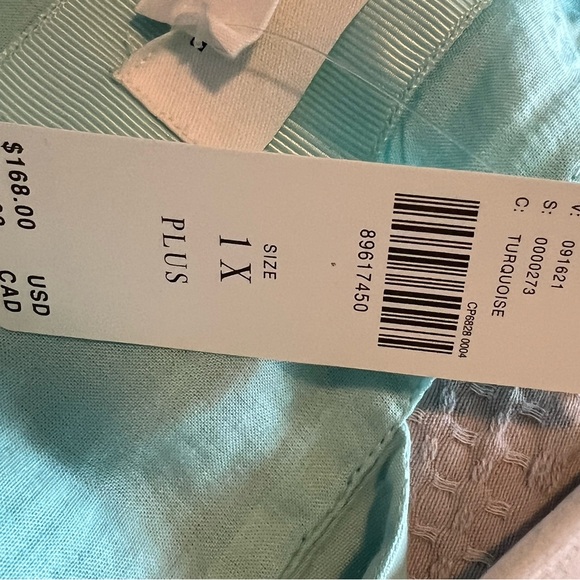 V: 091621
S: 0000273
C: TURQUOISE
CP6828 0004
89617450
SIZE
1X
PLUS
$168.00 USD
CAD